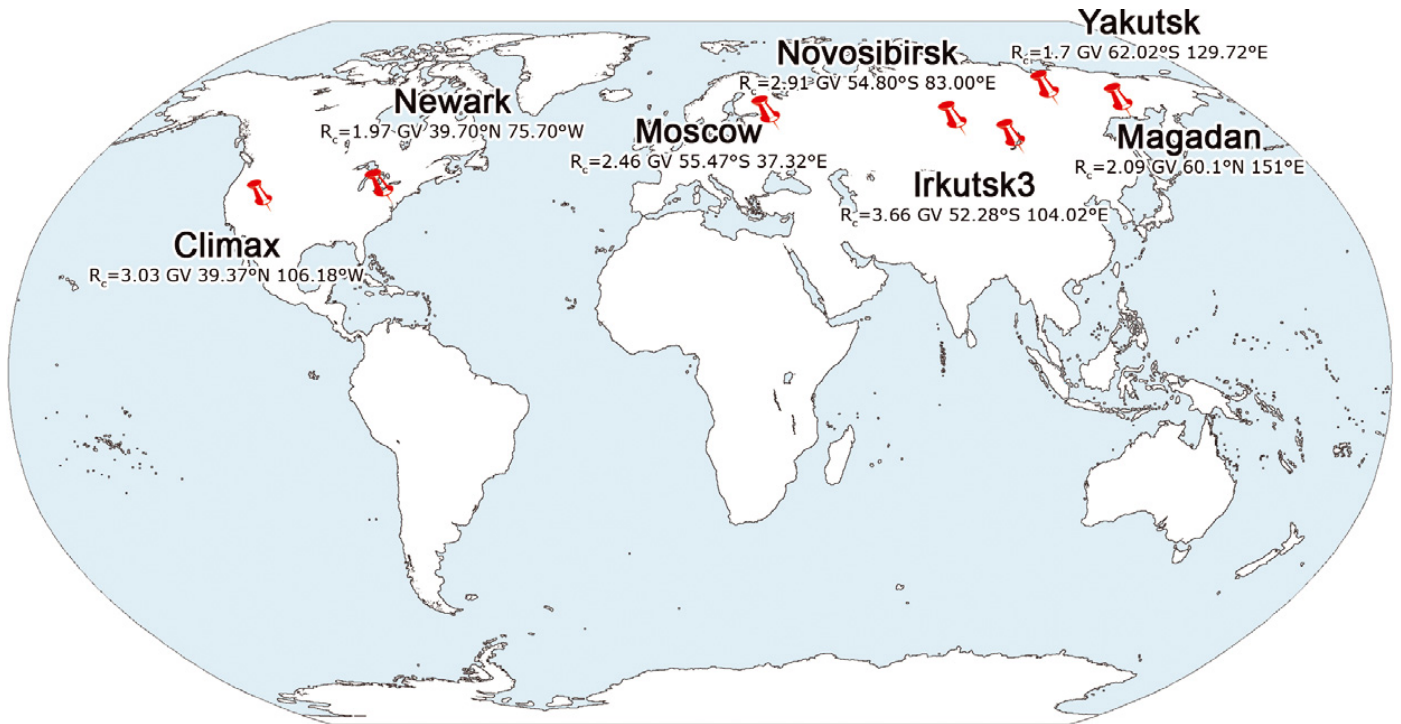 Yakutsk
Rc=1.7 GV 62.02°S 129.72°E
Novosibirsk
Rc=2.91 GV 54.80°S 83.00°E
Newark
Rc=1.97 GV 39.70°N 75.70°W
Moscow
Rc=2.46 GV 55.47°S 37.32°E
Magadan
Rc=2.09 GV 60.1°N 151°E
Irkutsk3
Rc=3.66 GV 52.28°S 104.02°E
Climax
Rc=3.03 GV 39.37°N 106.18°W